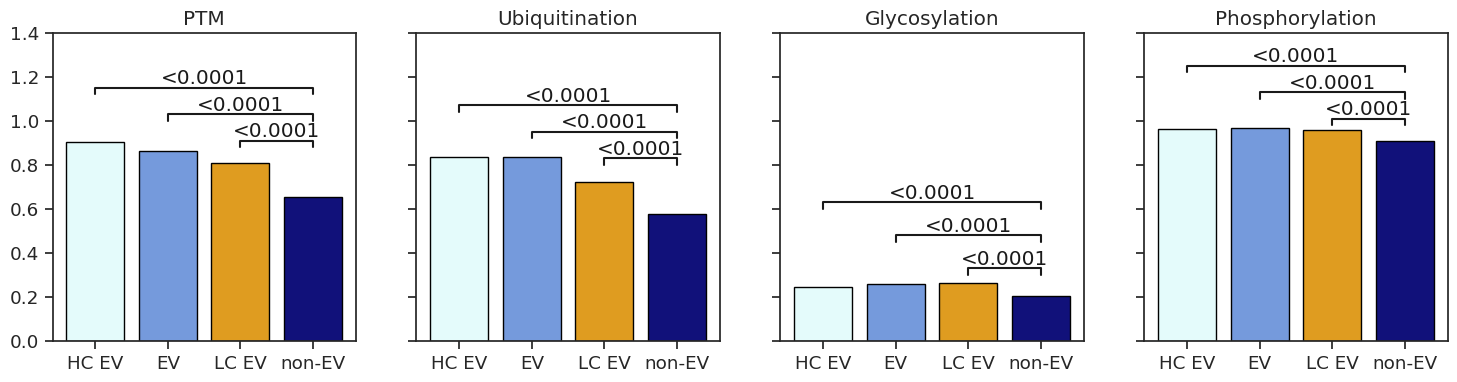 PTM
Ubiquitination
Glycosylation
Phosphorylation
1.4
1.2
1.0
0.8
0.6
0.4
0.2
0.0
<0.0001
<0.0001
<0.0001
HC EV EV LC EV non-EV
<0.0001
<0.0001
<0.0001
HC EV EV LC EV non-EV
<0.0001
<0.0001
<0.0001
HC EV EV LC EV non-EV
<0.0001
<0.0001
<0.0001
HC EV EV LC EV non-EV